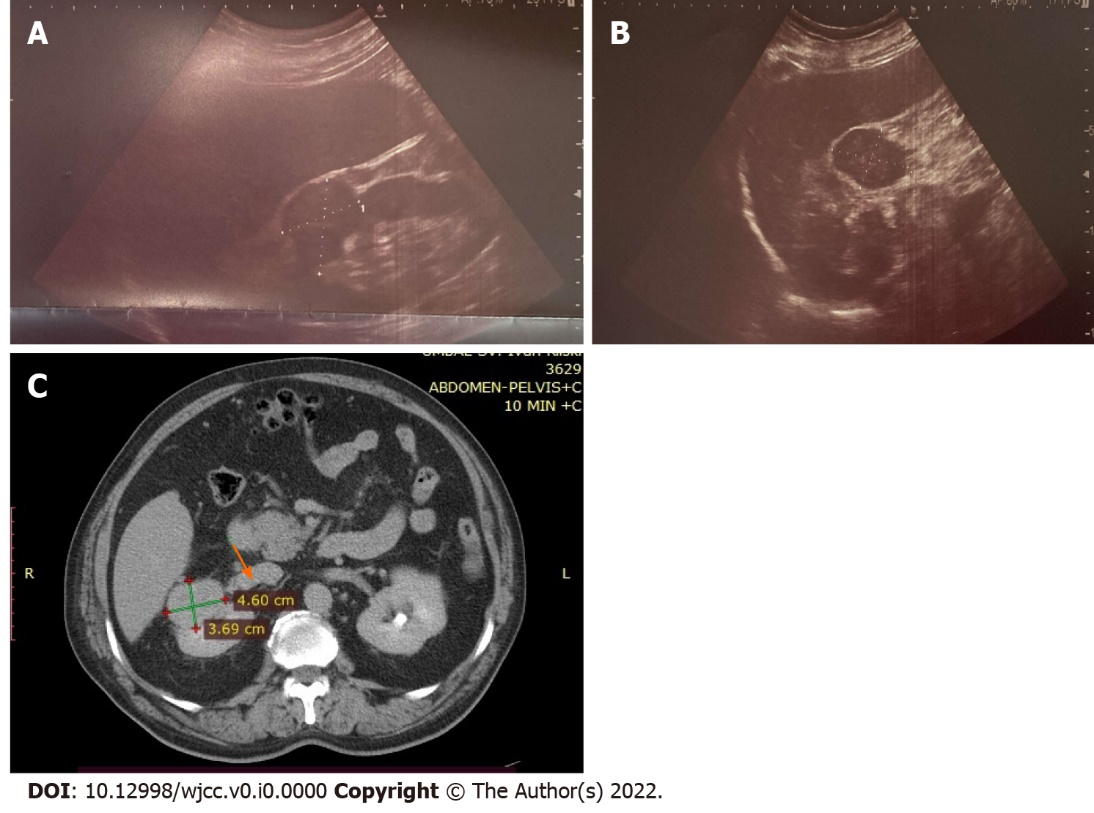 A
B
1
C
3629
ABDOMEN-PELVIS+C
10 MIN +C
R
L
4.60 cm
3.69 cm
DOI: 10.12998/wjcc.v0.i0.0000 Copyright © The Author(s) 2022.